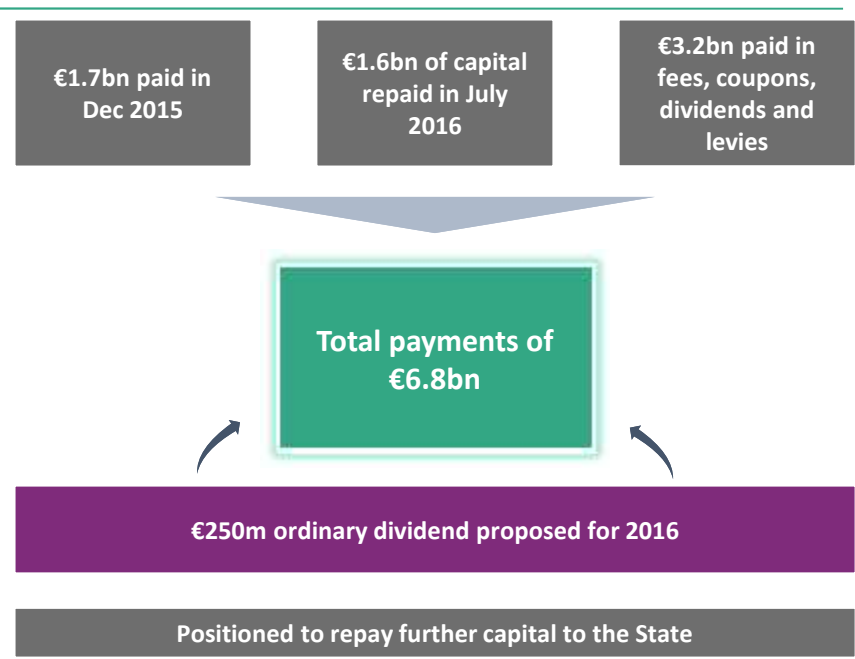 €1.7bn paid in
Dec 2015
€1.6bn of capital
repaid in July
2016
€3.2bn paid in
fees, coupons,
dividends and
levies
Total payments of
€6.8bn
€250m ordinary dividend proposed for 2016
Positioned to repay further capital to the State